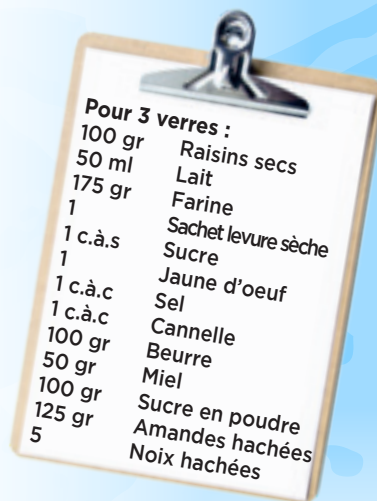 Pour 3 verres :
100 gr Raisins secs
50 ml Lait
175 gr Farine
1 Sachet levure sèche
1 c.à.s Sucre
1 Jaune d'oeuf
1 c.à.c Sel
1 c.à.c Cannelle
100 gr Beurre
50 gr Miel
100 gr Sucre en poudre
125 gr Amandes hachées
5 Noix hachées